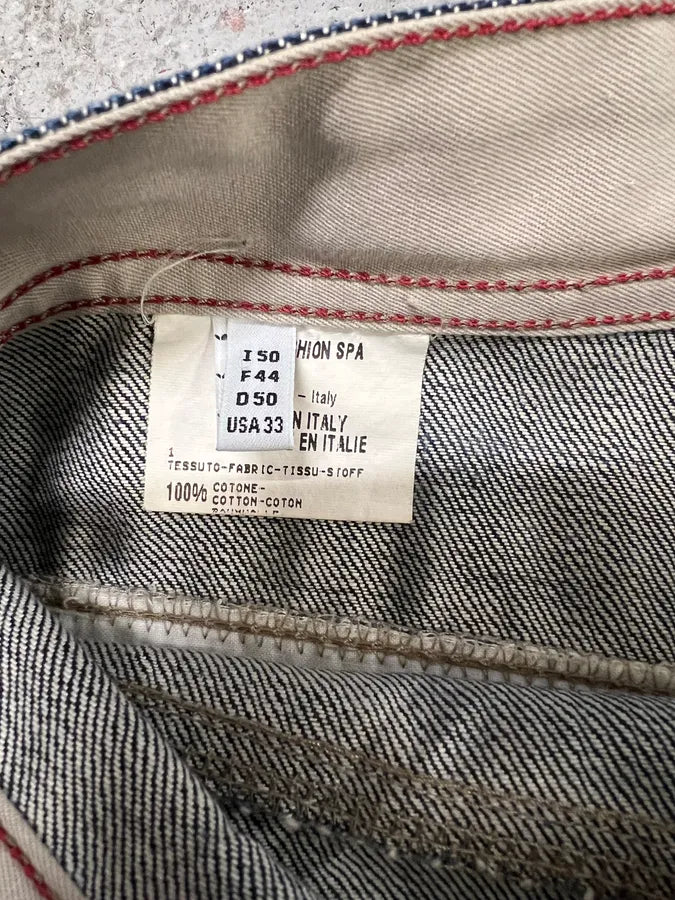 I 50
F 44
D 50
USA 33
HION SPA
- Italy
N ITALY
EN ITALIE
1
TESSUTO-FABRIC-TISSU-STOFF
100% COTONE-
COTTON-COTON